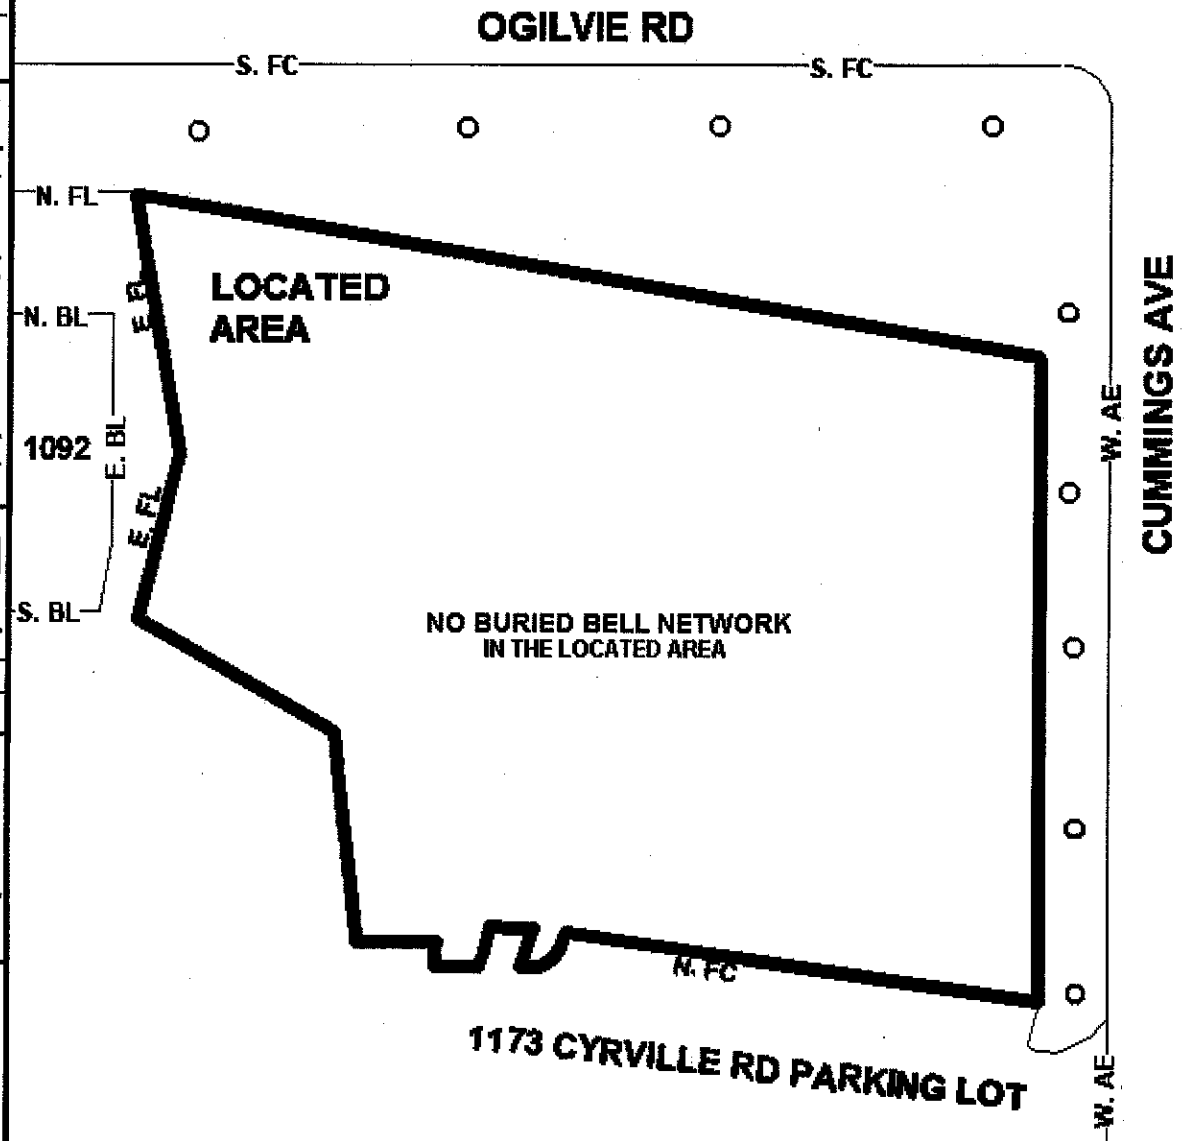 OGILVIE RD
S. FC
S. FC
N. FL
E. FL
LOCATED
AREA
N. BL
E. BL
1092
E. FL
S. BL
W. AE
CUMMINGS AVE
NO BURIED BELL NETWORK
IN THE LOCATED AREA
N. FC
1173 CYRVILLE RD PARKING LOT
W. AE